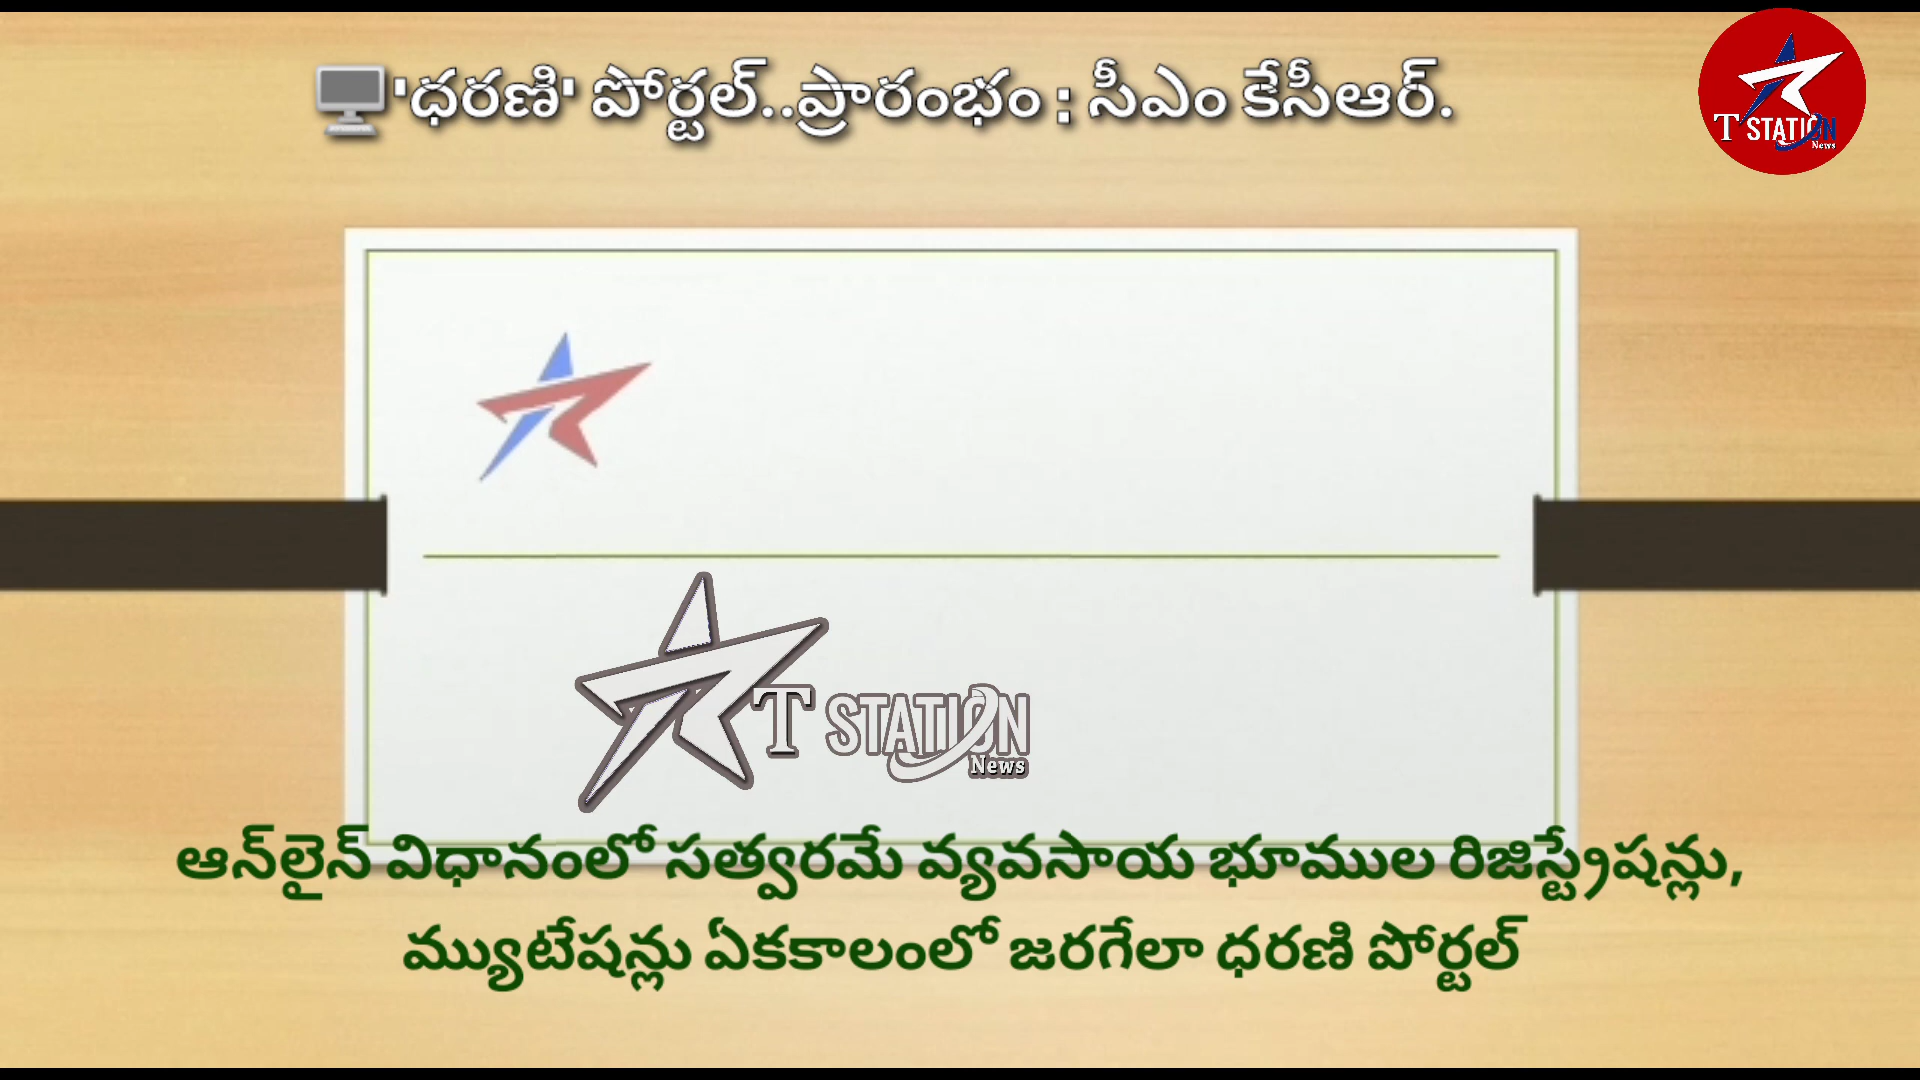 🖥️'ధరణి' పోర్టల్..ప్రారంభం : సీఎం కేసీఆర్.
T STATION
News
T STATION
News
ఆన్‌లైన్ విధానంలో సత్వరమే వ్యవసాయ భూముల రిజిస్ట్రేషన్లు,
మ్యుటేషన్లు ఏకకాలంలో జరగేలా ధరణి పోర్టల్